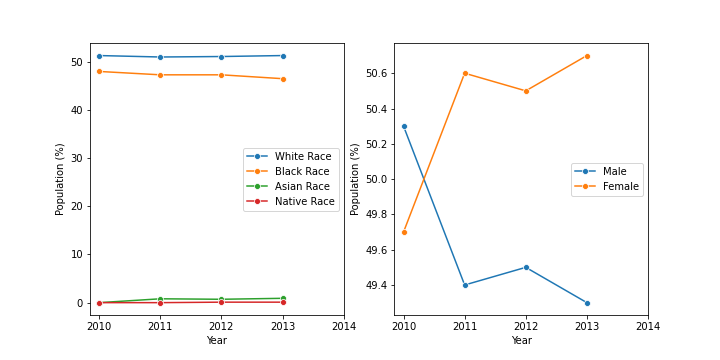 50
40
30
20
10
0
Population (%)
2010 2011 2012 2013 2014
Year
White Race
Black Race
Asian Race
Native Race
50.6
50.4
50.2
50.0
49.8
49.6
49.4
Population (%)
2010 2011 2012 2013 2014
Year
Male
Female